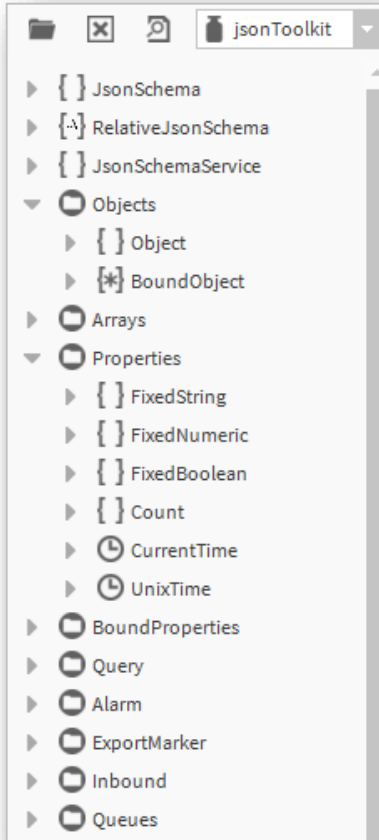 jsonToolkit
JsonSchema
RelativeJsonSchema
JsonSchemaService
Objects
Object
BoundObject
Arrays
Properties
FixedString
FixedNumeric
FixedBoolean
Count
CurrentTime
UnixTime
BoundProperties
Query
Alarm
ExportMarker
Inbound
Queues